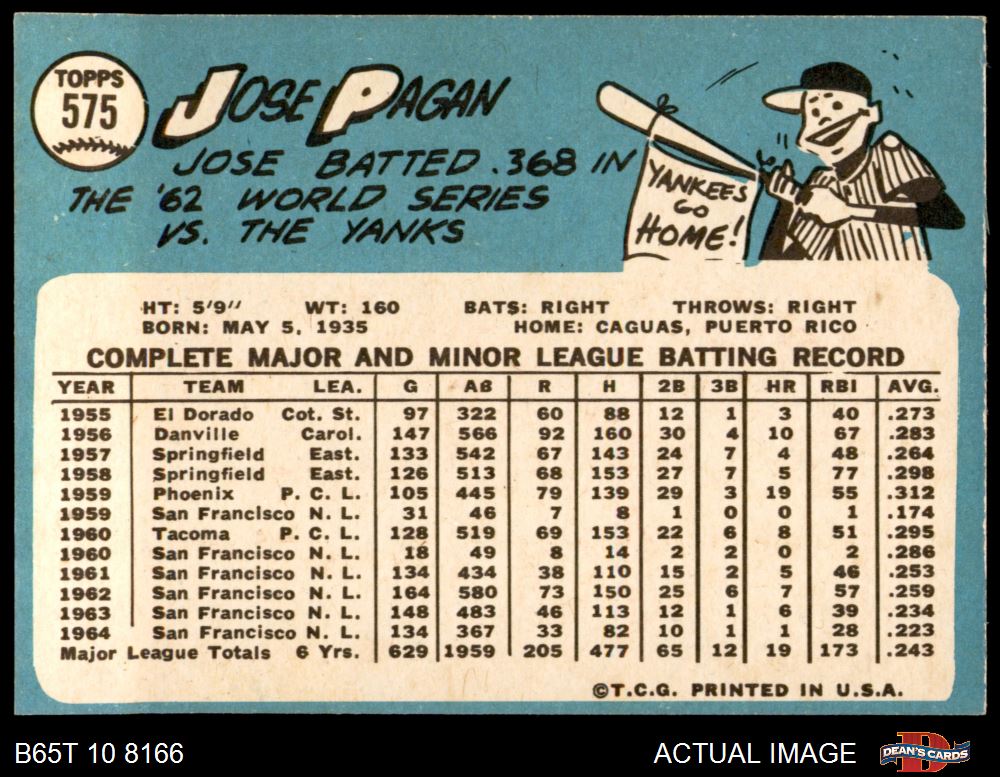 TOPPS
575
JOSE PAGAN
JOSE BATTED .368 IN
THE '62 WORLD SERIES
VS. THE YANKS
YANKEES
GO
HOME!
HT: 5'9" WT: 160 BATS: RIGHT THROWS: RIGHT
BORN: MAY 5, 1935 HOME: CAGUAS, PUERTO RICO
COMPLETE MAJOR AND MINOR LEAGUE BATTING RECORD
YEAR TEAM LEA. G AB R H 2B 3B HR RBI AVG.
1955 El Dorado Cot. St. 97 322 60 88 12 1 3 40 .273
1956 Danville Carol. 147 566 92 160 30 4 10 67 .283
1957 Springfield East. 133 542 67 143 24 7 4 48 .264
1958 Springfield East. 126 513 68 153 27 7 5 77 .298
1959 Phoenix P. C. L. 105 445 79 139 29 3 19 55 .312
1959 San Francisco N. L. 31 46 7 8 1 0 0 1 .174
1960 Tacoma P. C. L. 128 519 69 153 22 6 8 51 .295
1960 San Francisco N. L. 18 49 8 14 2 2 0 2 .286
1961 San Francisco N. L. 134 434 38 110 15 2 5 46 .253
1962 San Francisco N. L. 164 580 73 150 25 6 7 57 .259
1963 San Francisco N. L. 148 483 46 113 12 1 6 39 .234
1964 San Francisco N. L. 134 367 33 82 10 1 1 28 .223
Major League Totals 6 Yrs. 629 1959 205 477 65 12 19 173 .243
©T.C.G. PRINTED IN U.S.A.
B65T 10 8166 ACTUAL IMAGE DEAN'S CARDS